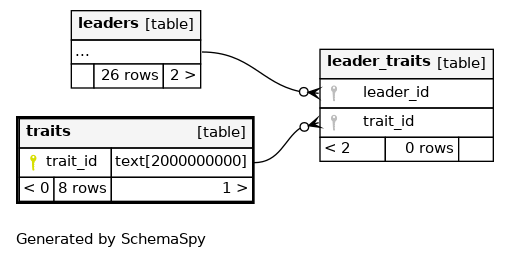 leaders [table]
...
26 rows 2 >
leader_traits [table]
leader_id
trait_id
< 2 0 rows
traits [table]
trait_id text[2000000000]
< 0 8 rows 1 >
Generated by SchemaSpy